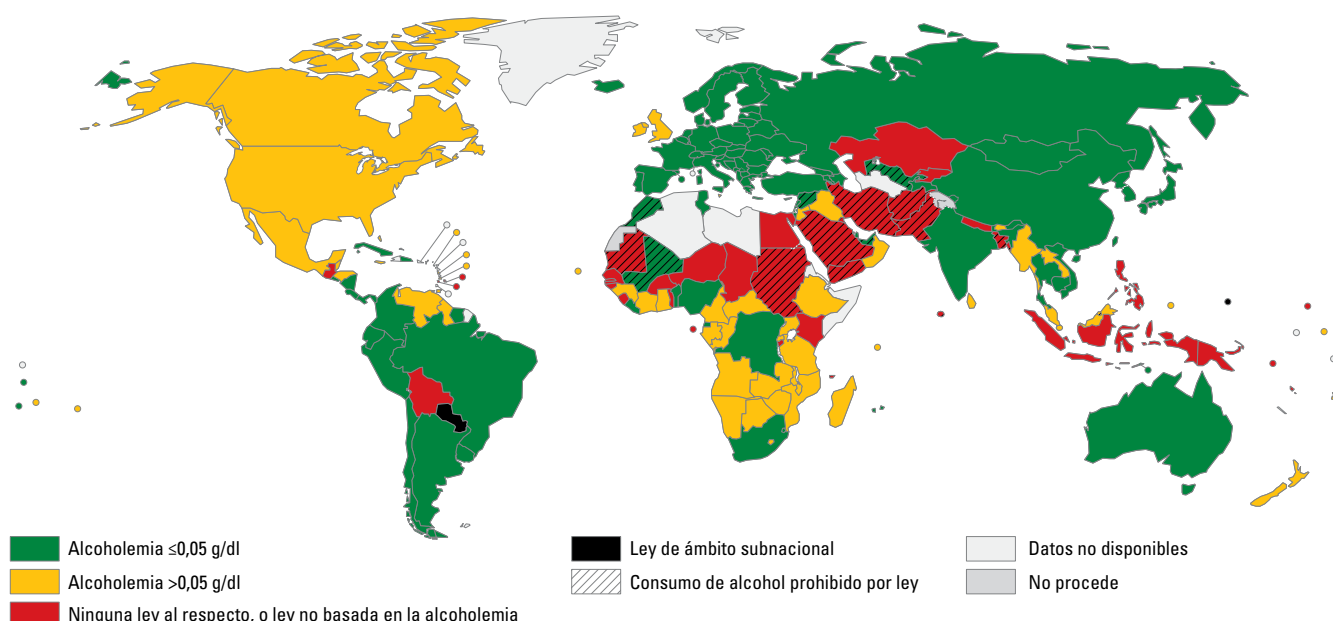 Alcoholemia ≤0,05 g/dl
Alcoholemia >0,05 g/dl
Ninguna ley al respecto, o ley no basada en la alcoholemia
Ley de ámbito subnacional
Consumo de alcohol prohibido por ley
Datos no disponibles
No procede